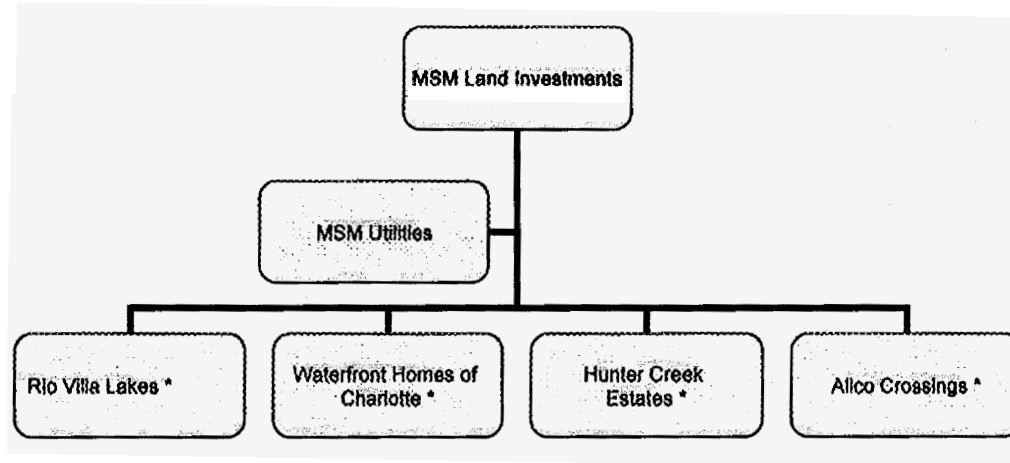 MSM Land Investments
MSM Utilities
Rio Villa Lakes *
Waterfront Homes of
Charlotte *
Hunter Creek
Estates *
Alico Crossings *